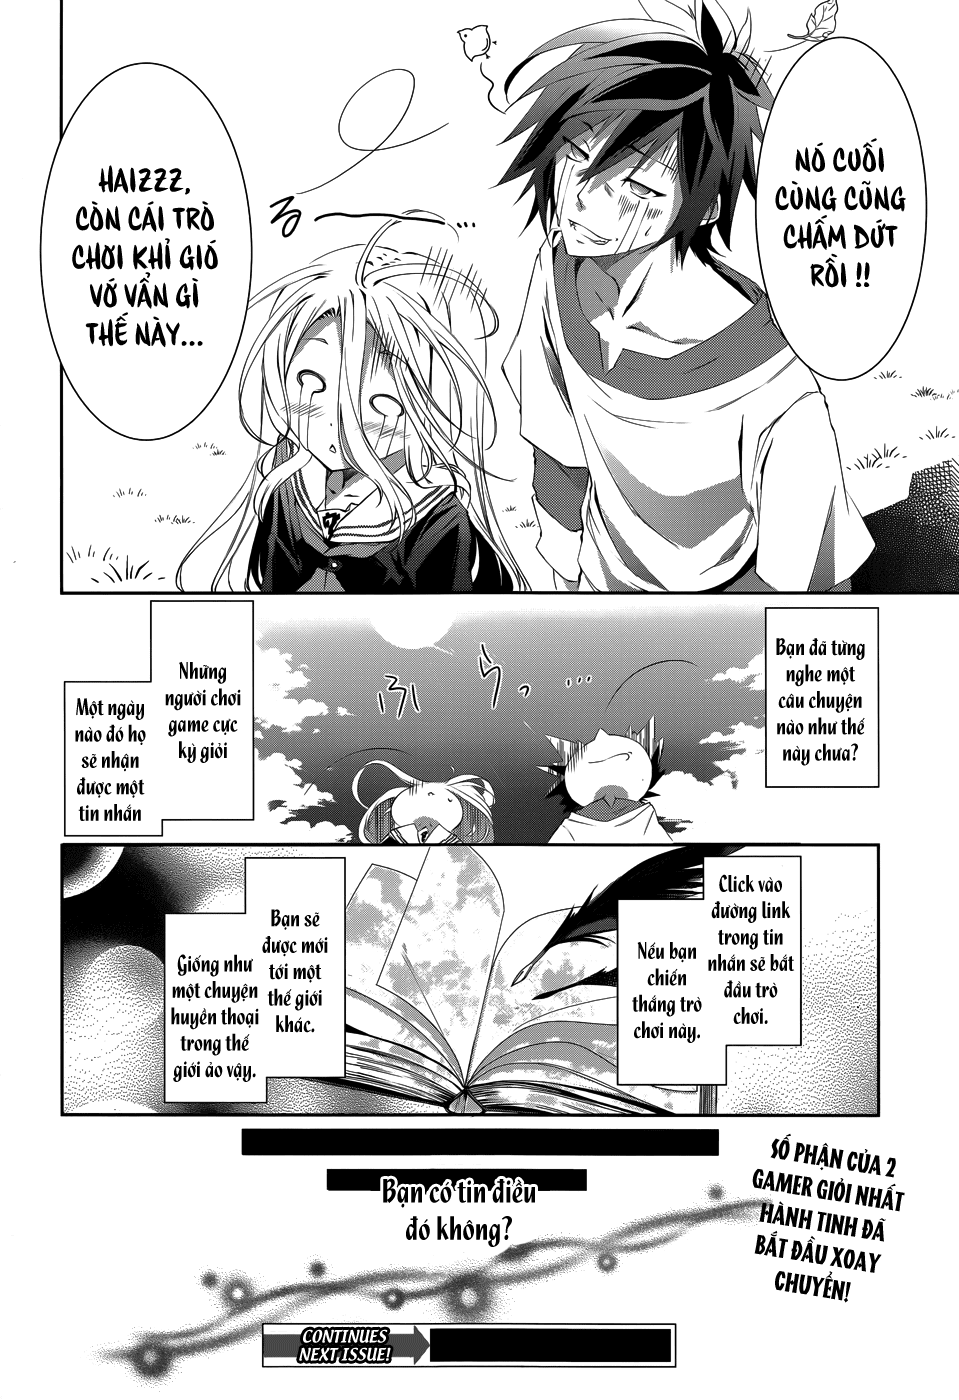 NÓ CUỐI
CÙNG CŨNG
CHẤM DỨT
RỒI !!
HAIZZZ,
CÒN CÁI TRÒ
CHƠI KHỈ GIÓ
VỚ VẨN GÌ
THẾ NÀY...
る
...
Bạn đã từng
nghe một
câu chuyện
nào như thế
này chưa?
ふらっ...
Những
người chơi
game cực
kỳ giỏi
Một ngày
nào đó họ
sẽ nhận
được một
tin nhắn
Click vào
đường link
trong tin
nhắn sẽ bắt
đầu trò
chơi.
Nếu bạn
chiến
thắng trò
chơi này.
Bạn sẽ
được mời
tới một
thế giới
khác.
Giống như
một chuyện
huyền thoại
trong thế
giới ảo vậy.
Bạn có tin điều
đó không?
SỐ PHẬN CỦA 2
GAMER GIỎI NHẤT
HÀNH TINH ĐÃ
BẮT ĐẦU XOAY
CHUYỂN!
CONTINUES
NEXT ISSUE!